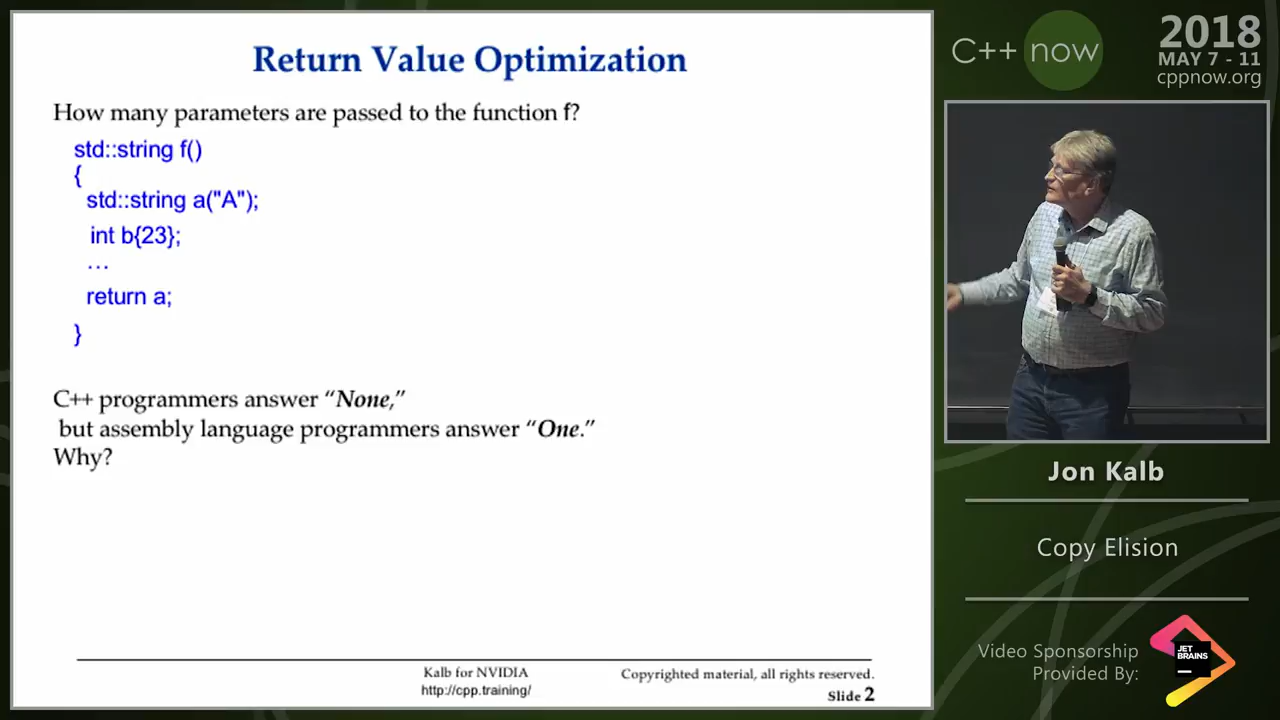 Return Value Optimization
How many parameters are passed to the function f?
std::string f()
{
std::string a("A");
int b{23};
…
return a;
}
C++ programmers answer “None,”
but assembly language programmers answer “One.”
Why?
Kalb for NVIDIA
http://cpp.training/
Copyrighted material, all rights reserved.
Slide 2
C++ now
2018
MAY 7 - 11
cppnow.org
Jon Kalb
Copy Elision
Video Sponsorship
Provided By:
JET
BRAINS